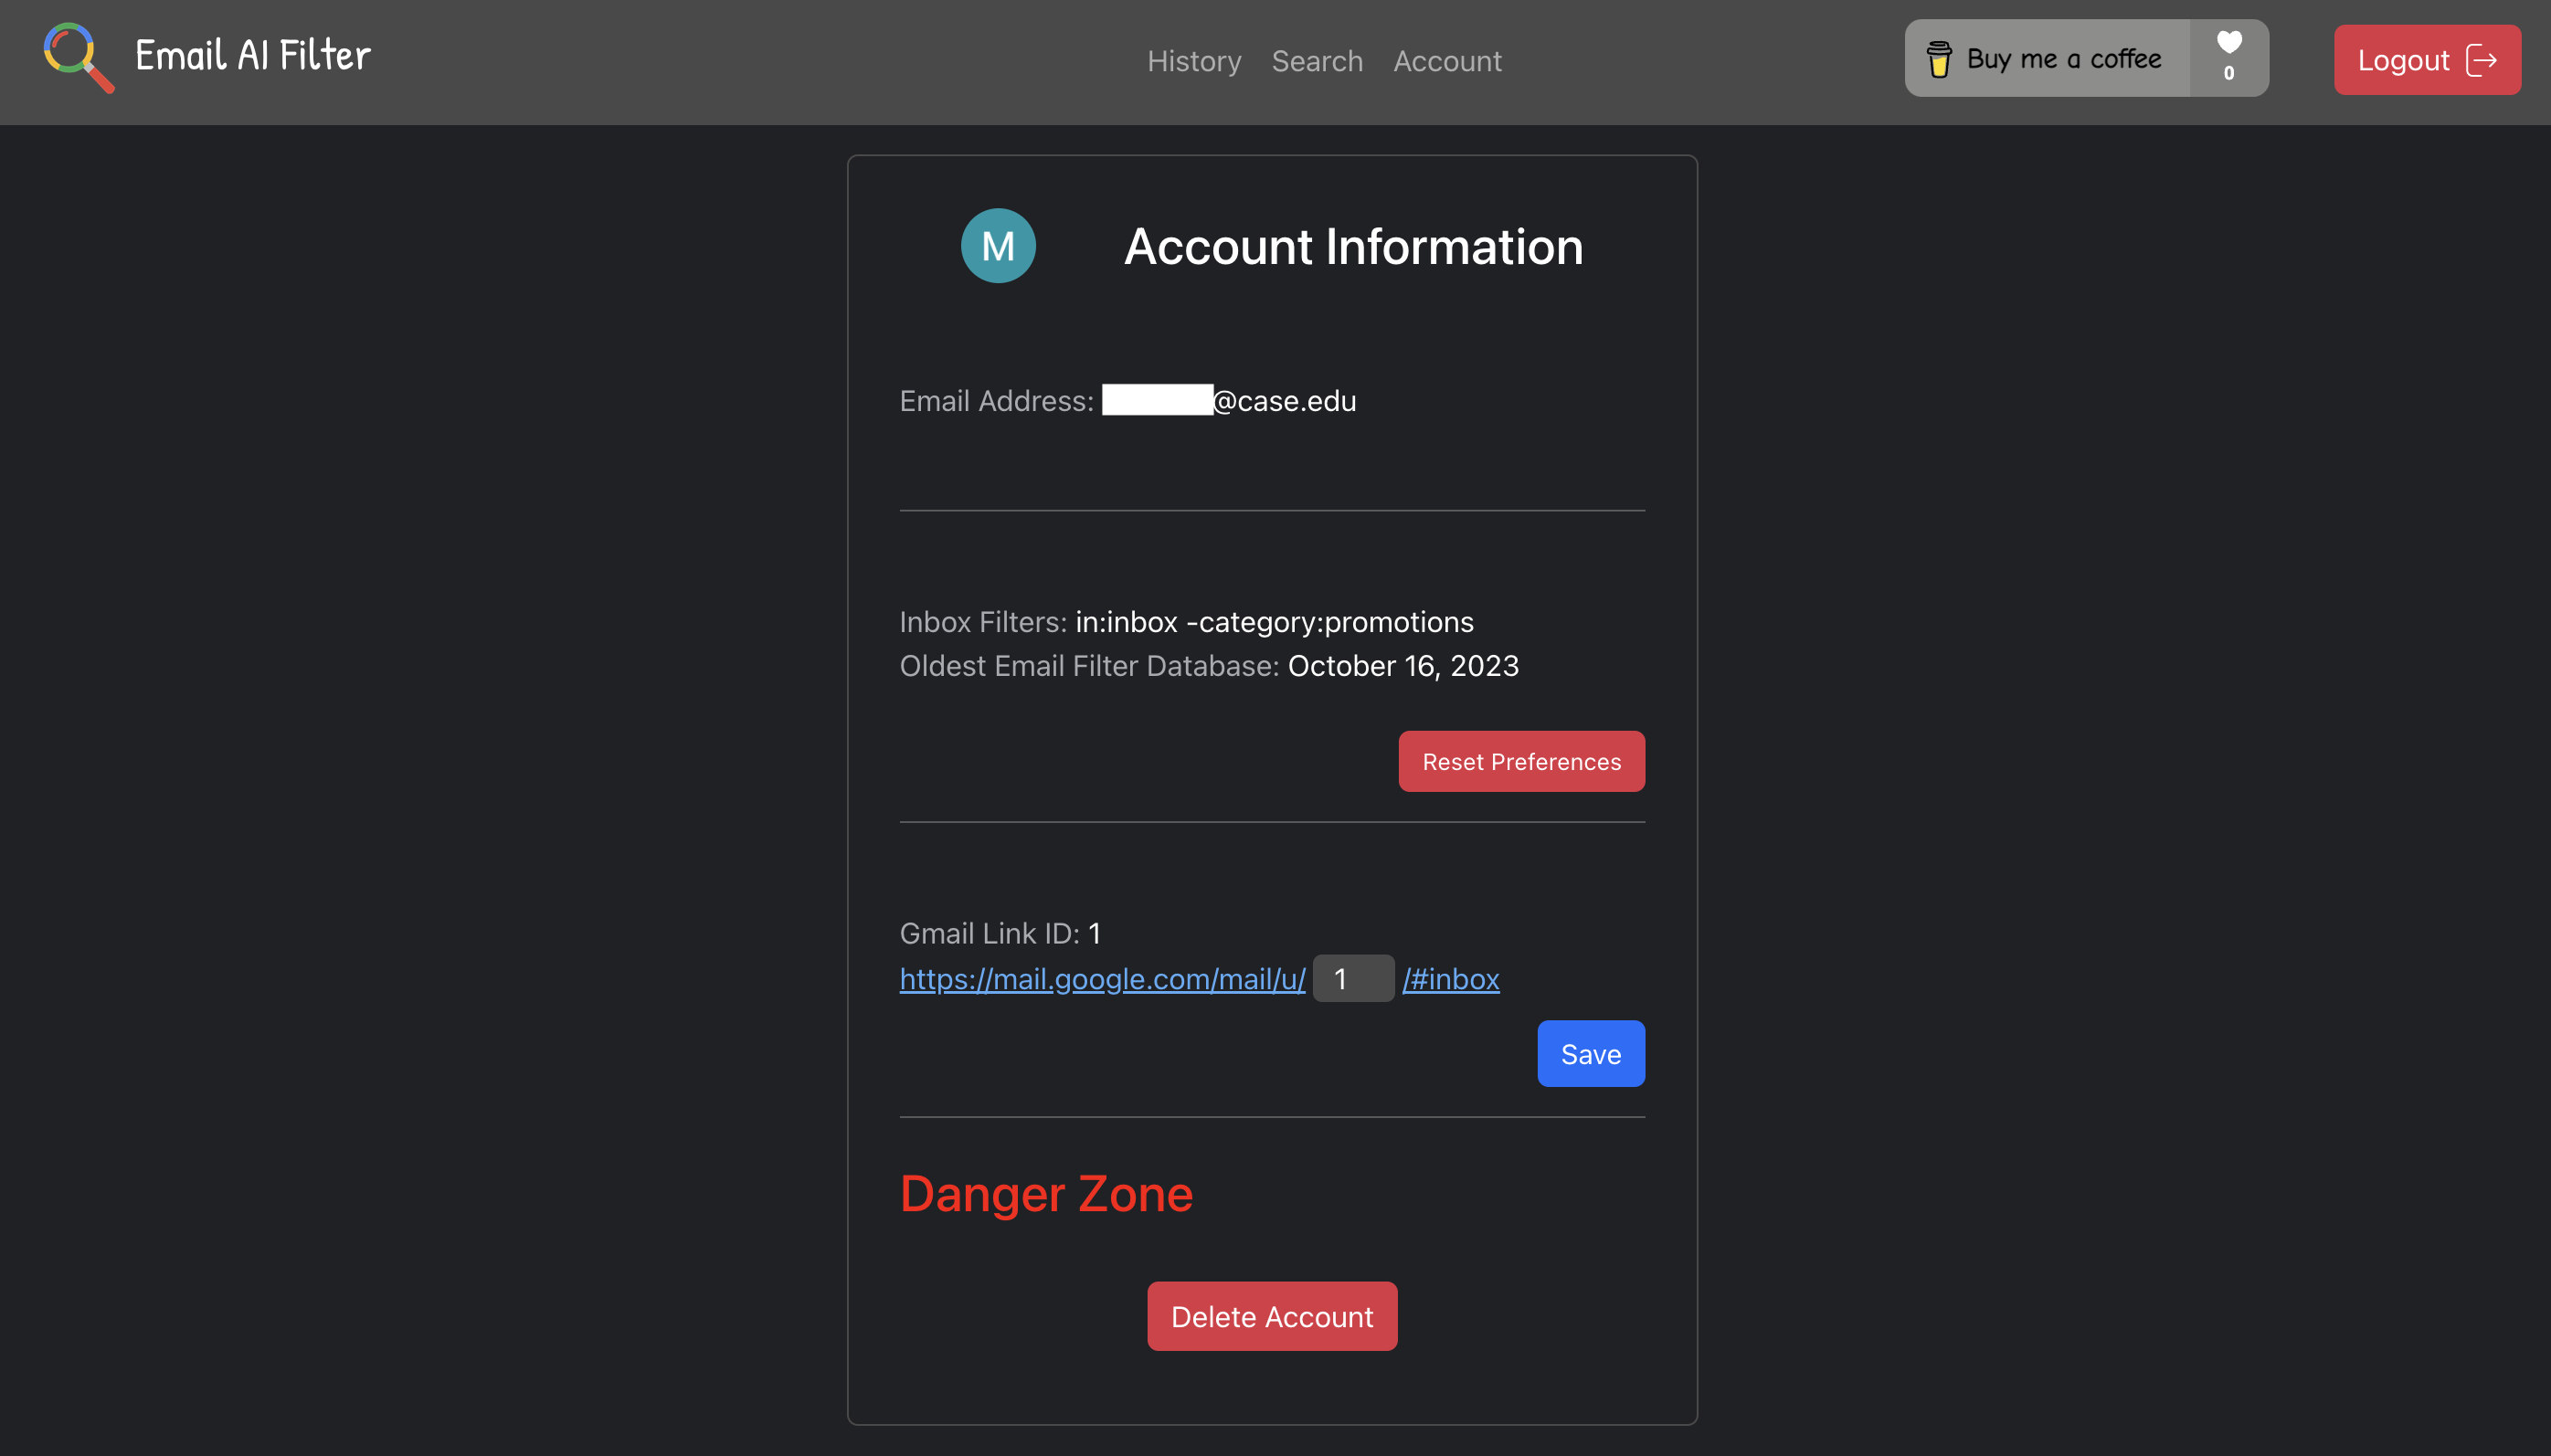 Email AI Filter
History Search Account
Buy me a coffee
0
Logout
M
Account Information
Email Address: @case.edu
Inbox Filters: in:inbox -category:promotions
Oldest Email Filter Database: October 16, 2023
Reset Preferences
Gmail Link ID: 1
https://mail.google.com/mail/u/ 1 /#inbox
Save
Danger Zone
Delete Account